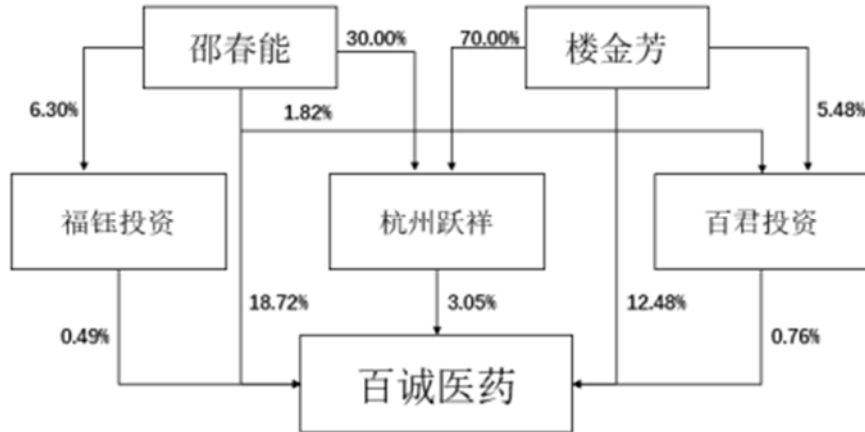 邵春能
30.00%
70.00%
楼金芳
6.30%
1.82%
5.48%
福钰投资
杭州跃祥
百君投资
0.49%
18.72%
3.05%
12.48%
0.76%
百诚医药